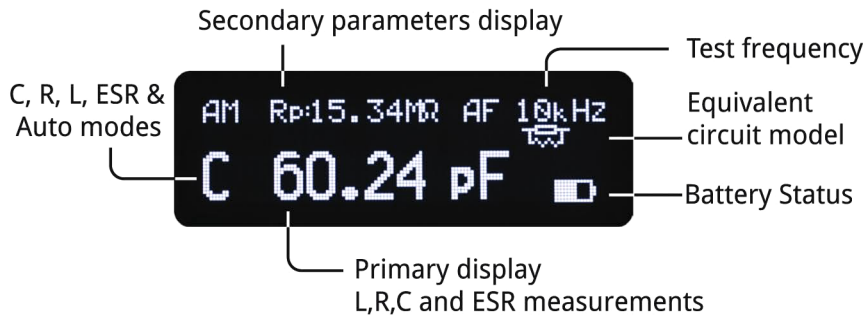 Secondary parameters display
Test frequency
C, R, L, ESR &
Auto modes
AM Rp:15.34MΩ AF 10kHz
Equivalent
circuit model
C 60.24 pF
Battery Status
Primary display
L,R,C and ESR measurements